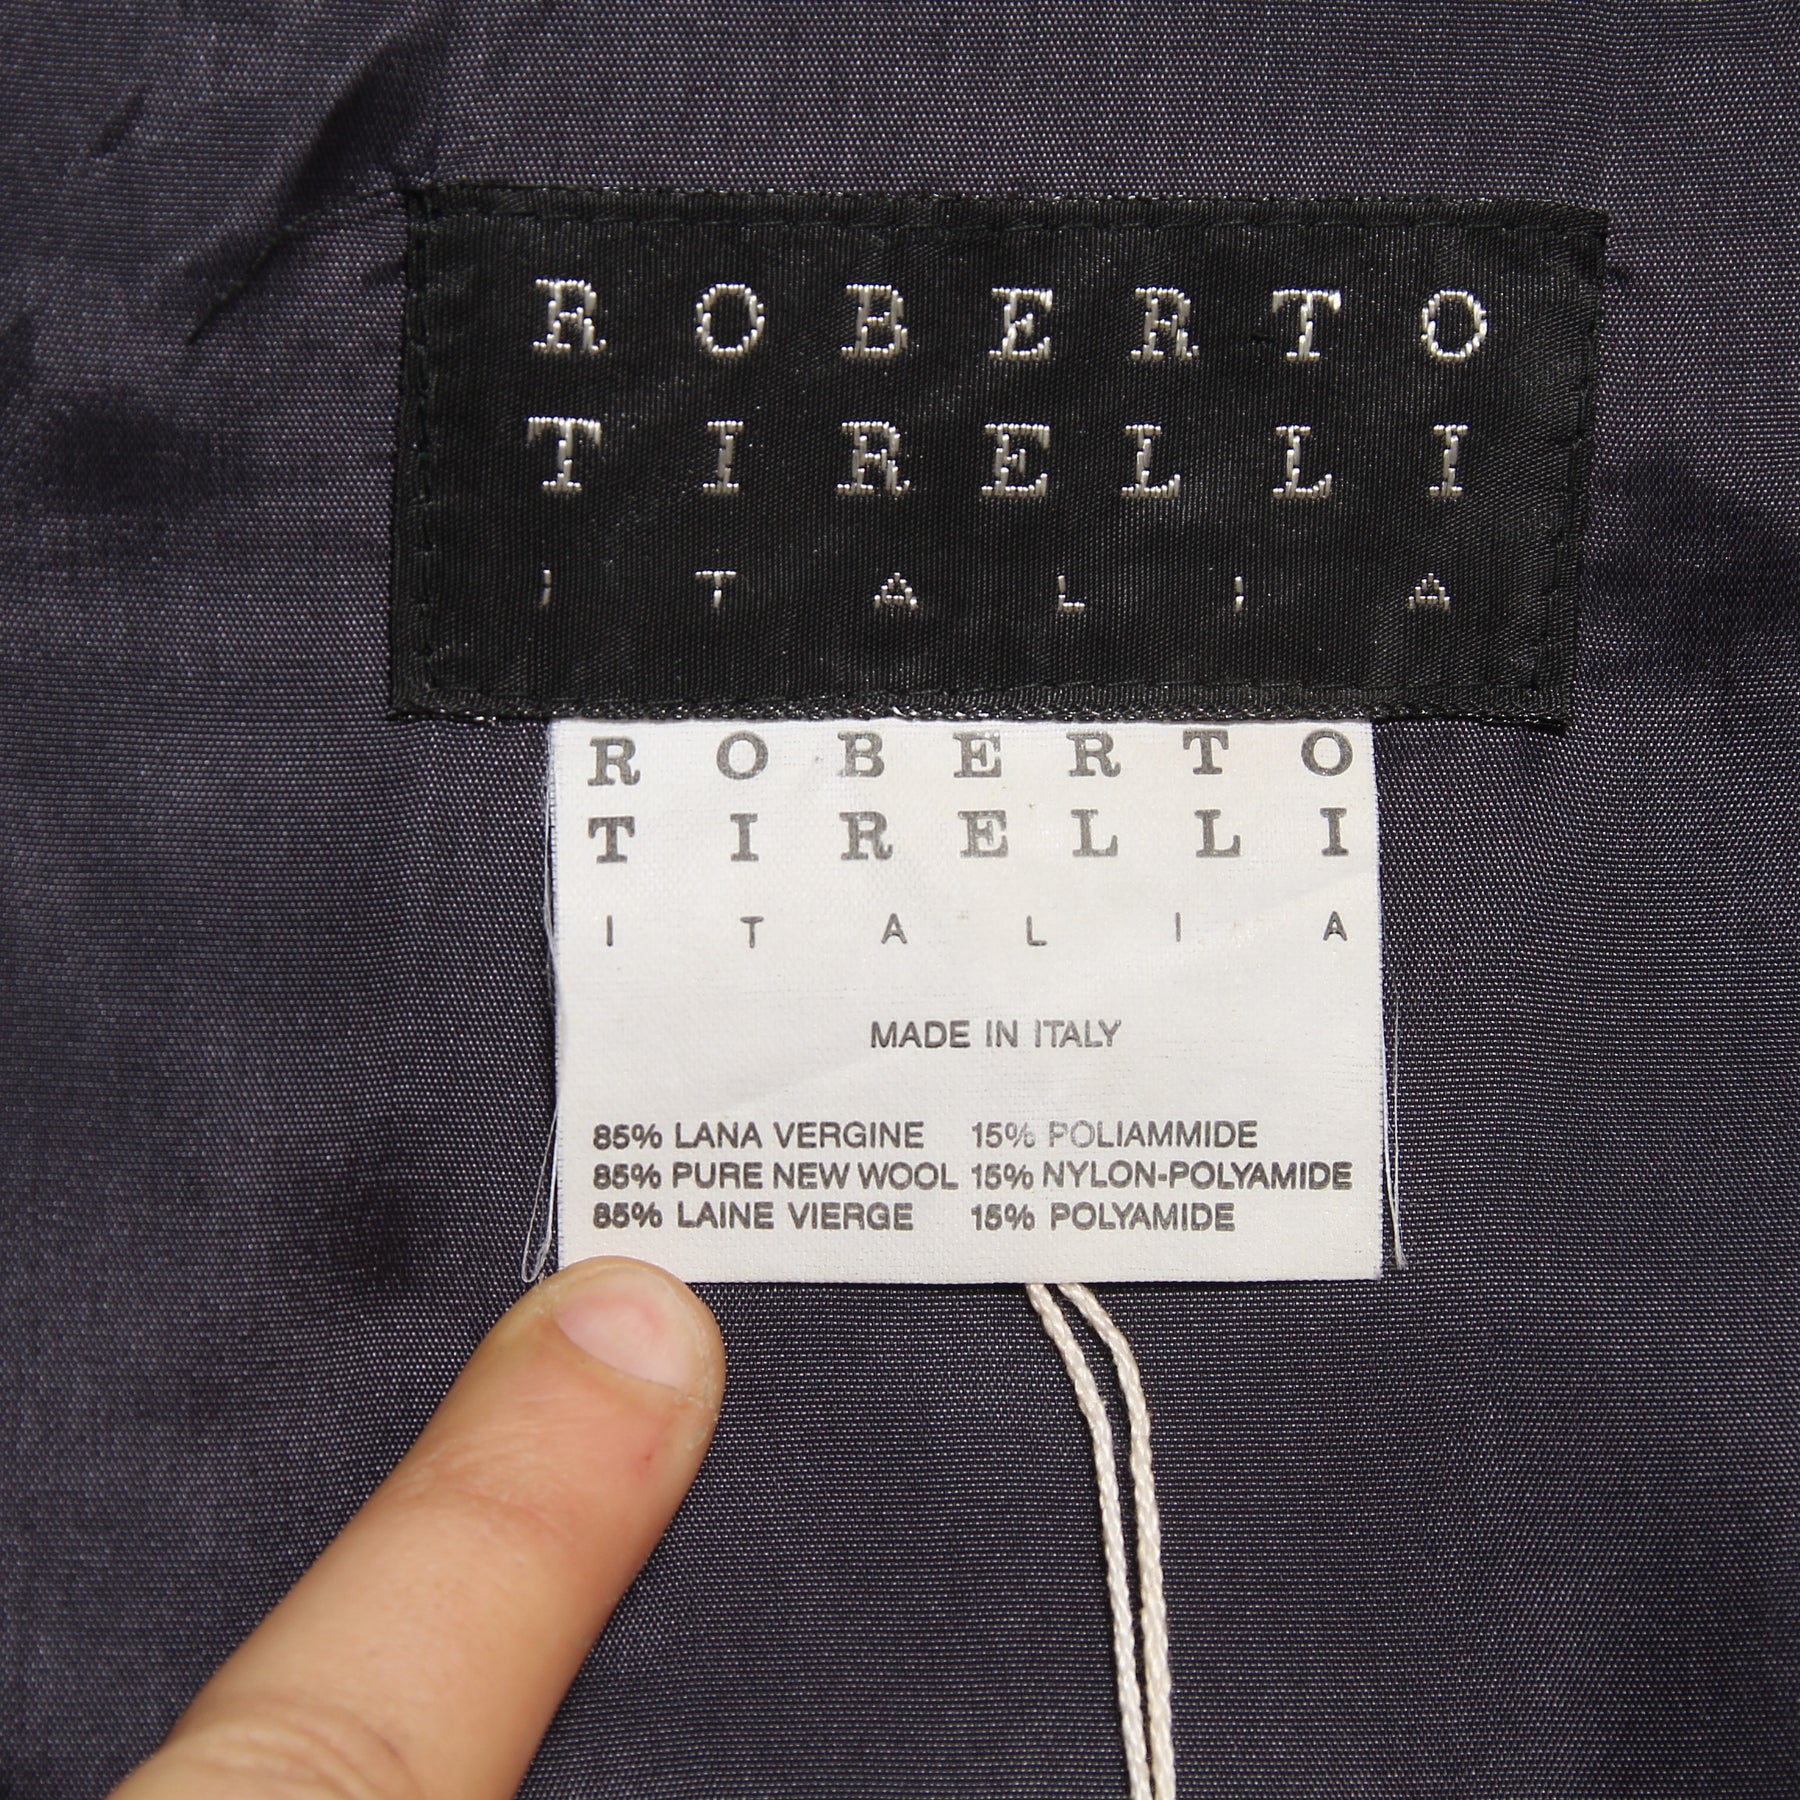 ROBERTO
TIRELLI
ITALIA
ROBERTO
TIRELLI
ITALIA
MADE IN ITALY
85% LANA VERGINE 15% POLIAMMIDE
85% PURE NEW WOOL 15% NYLON-POLYAMIDE
85% LAINE VIERGE 15% POLYAMIDE